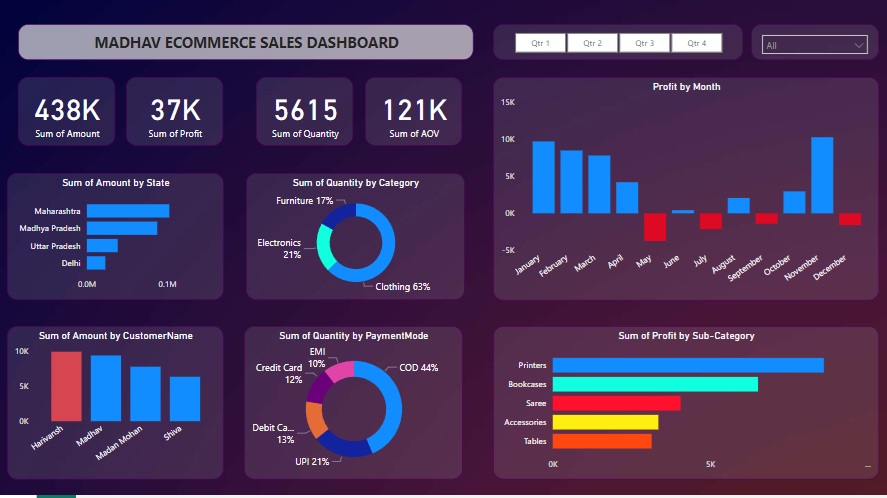 MADHAV ECOMMERCE SALES DASHBOARD
Qtr 1 Qtr 2 Qtr 3 Qtr 4
All
438K
Sum of Amount
37K
Sum of Profit
5615
Sum of Quantity
121K
Sum of AOV
Profit by Month
15K
10K
5K
0K
-5K
January February March April May June July August September October November December
Sum of Amount by State
Maharashtra
Madhya Pradesh
Uttar Pradesh
Delhi
0.0M 0.1M
Sum of Quantity by Category
Furniture 17%
Electronics
21%
Clothing 63%
Sum of Amount by CustomerName
10K
5K
0K
Harivansh Madhav Madan Mohan Shiva
Sum of Quantity by PaymentMode
EMI
10%
Credit Card
12%
COD 44%
Debit Ca...
13%
UPI 21%
Sum of Profit by Sub-Category
Printers
Bookcases
Saree
Accessories
Tables
0K 5K